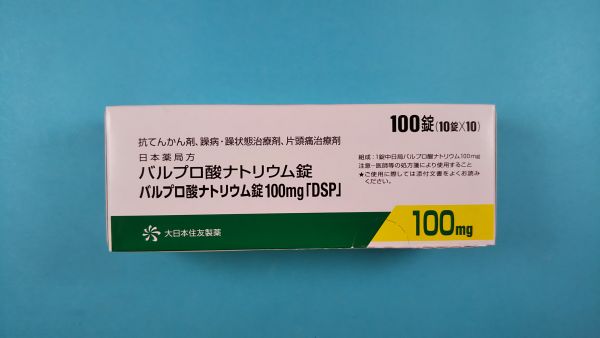 100錠(10錠×10)
抗てんかん剤、躁病・躁状態治療剤、片頭痛治療剤
日本薬局方
バルプロ酸ナトリウム錠
バルプロ酸ナトリウム錠100mg「DSP」
組成:1錠中日局バルプロ酸ナトリウム100mg
注意-医師等の処方箋により使用すること
★ご使用に際しては添付文書をよくお読み
ください。
大日本住友製薬
100mg